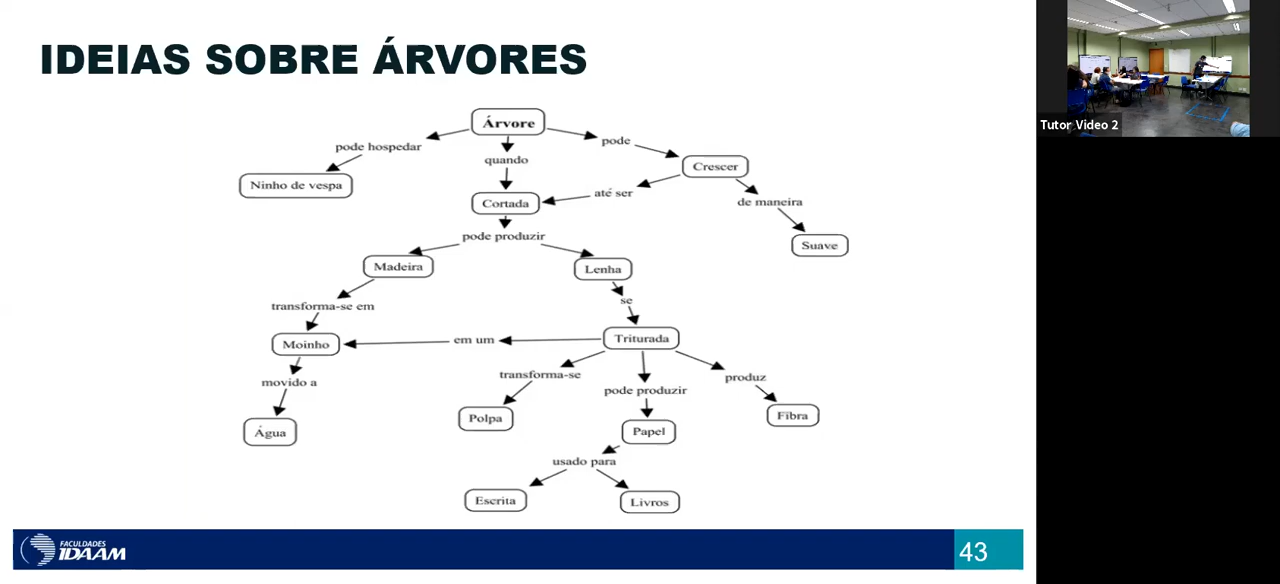 IDEIAS SOBRE ÁRVORES
Árvore
pode hospedar
quando
pode
Ninho de vespa
Crescer
Cortada
até ser
de maneira
pode produzir
Suave
Madeira
Lenha
transforma-se em
se
Moinho
em um
Triturada
movido a
transforma-se
pode produzir
produz
Água
Polpa
Papel
Fibra
usado para
Escrita
Livros
FACULDADES
IDAAM
43
Tutor Video 2